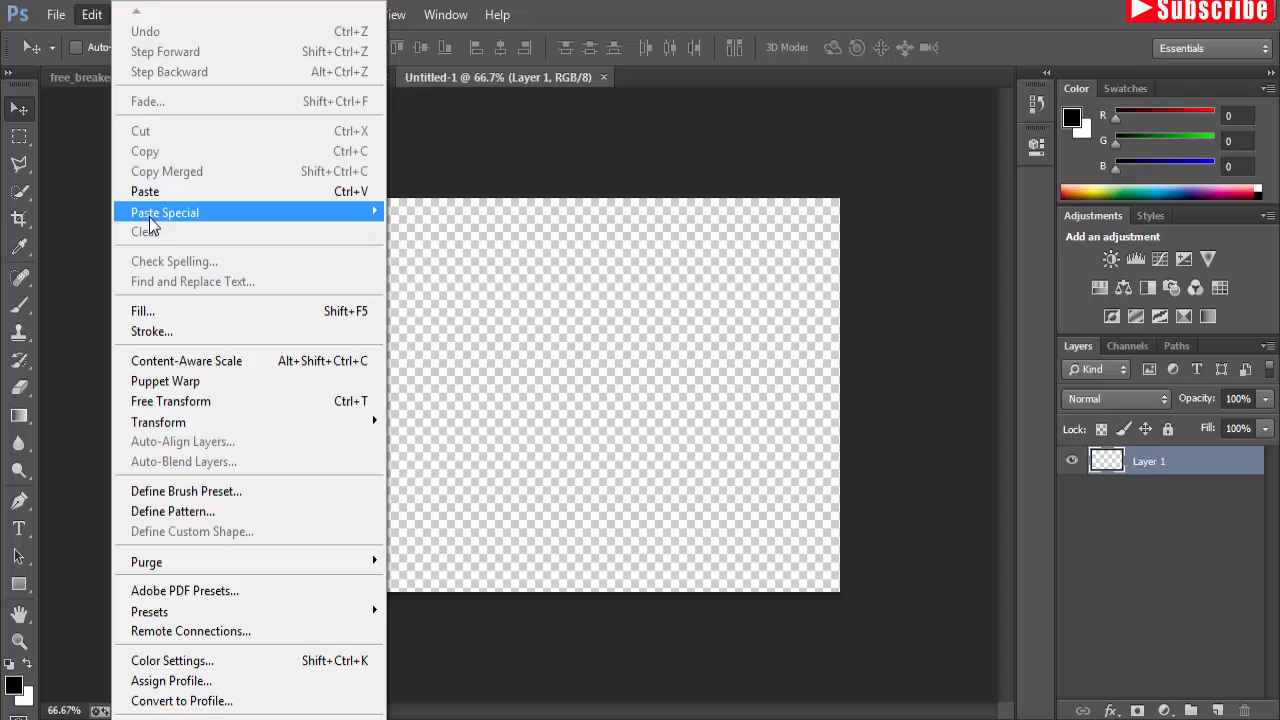 Ps File Edit Window Help
Subscribe
3D Mode:
Essentials
Untitled-1 @ 66.7% (Layer 1, RGB/8) ×
Undo Ctrl+Z
Step Forward Shift+Ctrl+Z
Step Backward Alt+Ctrl+Z
Fade... Shift+Ctrl+F
Cut Ctrl+X
Copy Ctrl+C
Copy Merged Shift+Ctrl+C
Paste Ctrl+V
Paste Special
Clear
Check Spelling...
Find and Replace Text...
Fill... Shift+F5
Stroke...
Content-Aware Scale Alt+Shift+Ctrl+C
Puppet Warp
Free Transform Ctrl+T
Transform
Auto-Align Layers...
Auto-Blend Layers...
Define Brush Preset...
Define Pattern...
Define Custom Shape...
Purge
Adobe PDF Presets...
Presets
Remote Connections...
Color Settings... Shift+Ctrl+K
Assign Profile...
Convert to Profile...
66.67%
Color Swatches
R 0
G 0
B 0
Adjustments Styles
Add an adjustment
Layers Channels Paths
Kind
Normal Opacity: 100%
Lock: Fill: 100%
Layer 1
fx